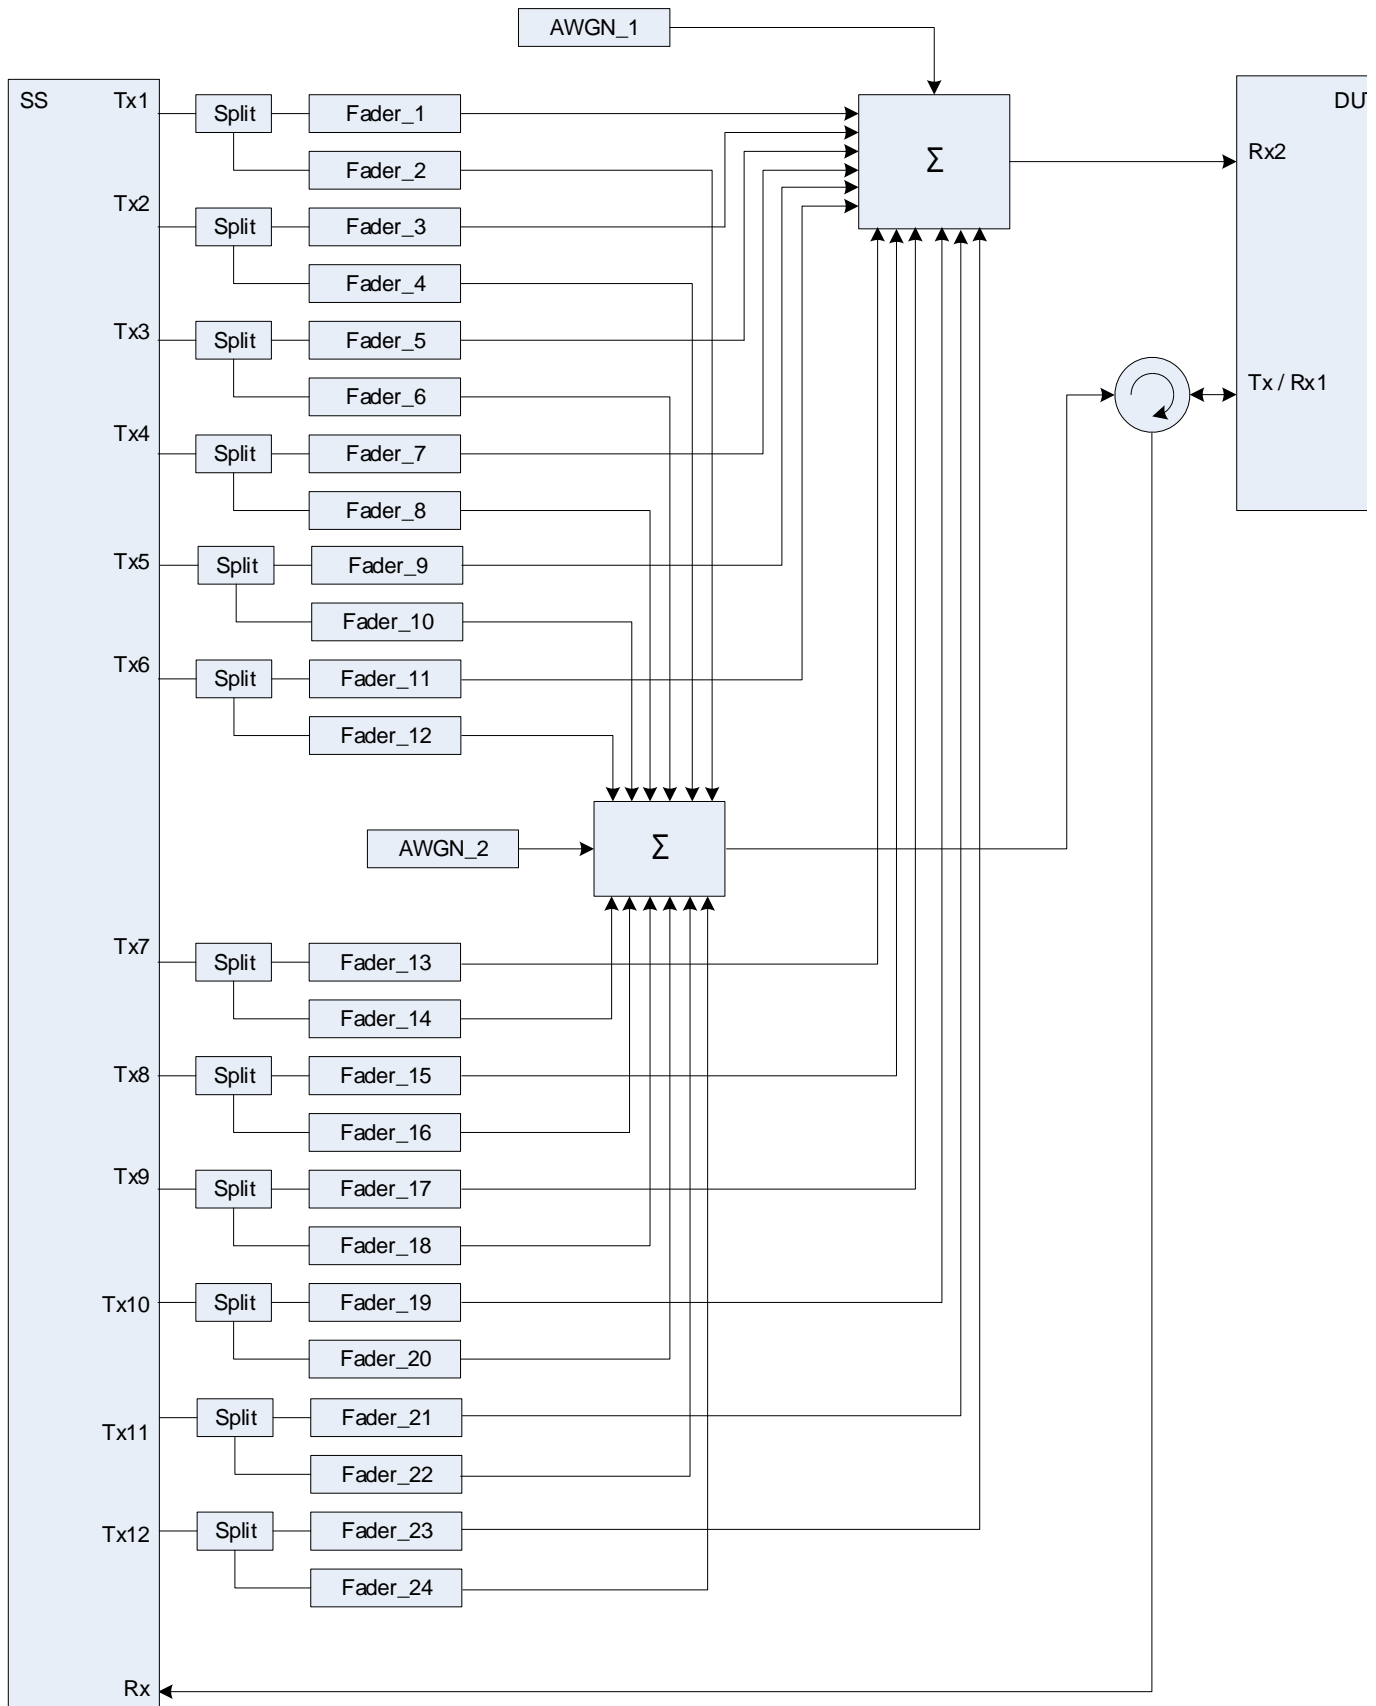 AWGN_1
SS
Tx1
Split
Fader_1
DUT
Σ
Rx2
Fader_2
Tx2
Split
Fader_3
Fader_4
Tx3
Split
Fader_5
Fader_6
Tx / Rx1
Tx4
Split
Fader_7
Fader_8
Tx5
Split
Fader_9
Fader_10
Tx6
Split
Fader_11
Fader_12
AWGN_2
Σ
Tx7
Split
Fader_13
Fader_14
Tx8
Split
Fader_15
Fader_16
Tx9
Split
Fader_17
Fader_18
Tx10
Split
Fader_19
Fader_20
Tx11
Split
Fader_21
Fader_22
Tx12
Split
Fader_23
Fader_24
Rx